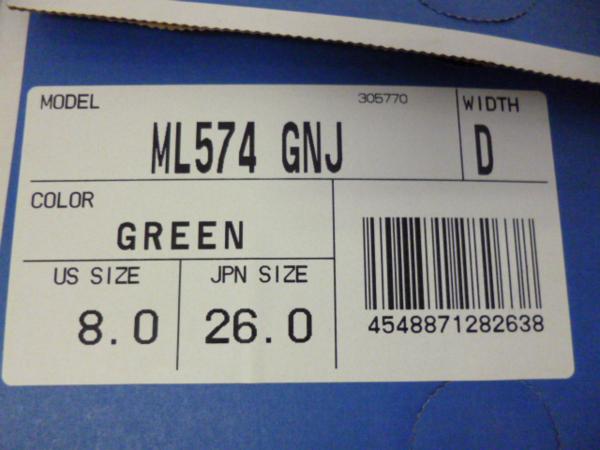 MODEL 305770 WIDTH
ML574 GNJ D
COLOR
GREEN
US SIZE JPN SIZE
8.0 26.0
4548871282638